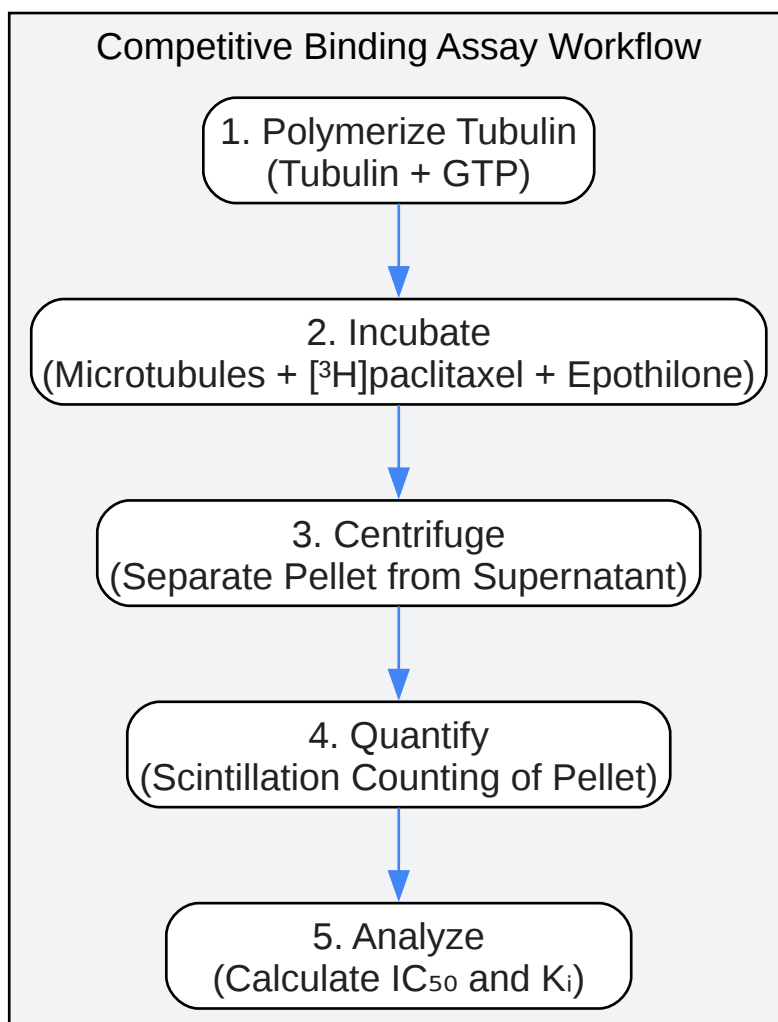 Competitive Binding Assay Workflow
1. Polymerize Tubulin
(Tubulin + GTP)
2. Incubate
(Microtubules + [³H]paclitaxel + Epothilone)
3. Centrifuge
(Separate Pellet from Supernatant)
4. Quantify
(Scintillation Counting of Pellet)
5. Analyze
(Calculate IC₅₀ and Kᵢ)